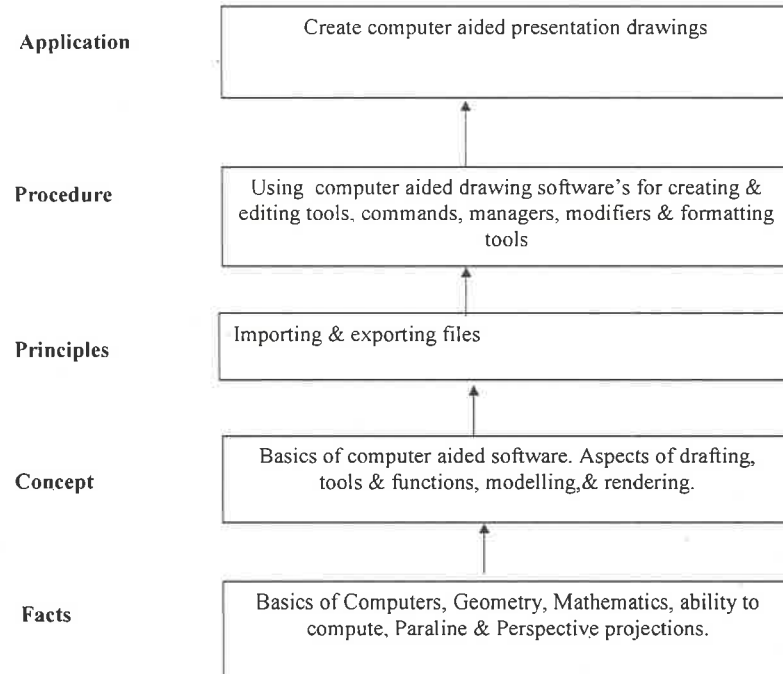 Application
Create computer aided presentation drawings
Procedure
Using computer aided drawing software's for creating &
editing tools, commands, managers, modifiers & formatting
tools
Principles
Importing & exporting files
Concept
Basics of computer aided software. Aspects of drafting,
tools & functions, modelling,& rendering.
Facts
Basics of Computers, Geometry, Mathematics, ability to
compute, Paraline & Perspective projections.